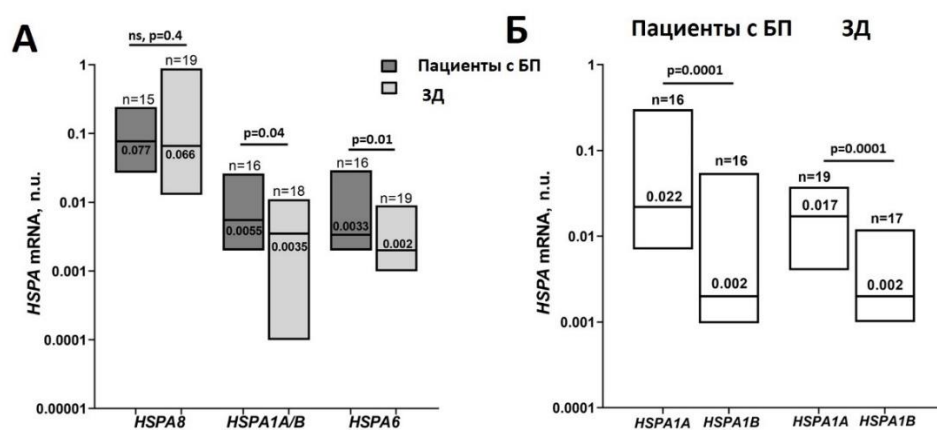 А
ns, p=0.4
n=15
n=19
p=0.04
n=16
n=18
p=0.01
n=16
n=19
Пациенты с БП
ЗД
HSPA mRNA, n.u.
1
0.1
0.01
0.001
0.0001
0.00001
0.077
0.066
0.0055
0.0035
0.0033
0.002
HSPA8
HSPA1A/B
HSPA6
Б
Пациенты с БП ЗД
p=0.0001
n=16
n=16
p=0.0001
n=19
n=17
HSPA mRNA, n.u.
1
0.1
0.01
0.001
0.0001
0.022
0.002
0.017
0.002
HSPA1A
HSPA1B
HSPA1A
HSPA1B